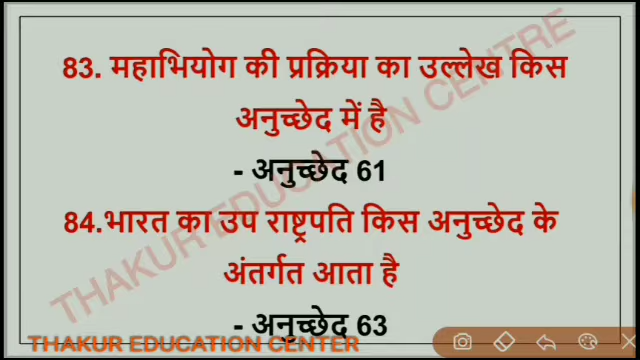 83. महाभियोग की प्रक्रिया का उल्लेख किस
अनुच्छेद में है
- अनुच्छेद 61
84.भारत का उप राष्ट्रपति किस अनुच्छेद के
अंतर्गत आता है
- अनुच्छेद 63
THAKUR EDUCATION CENTRE
THAKUR EDUCATION CENTER